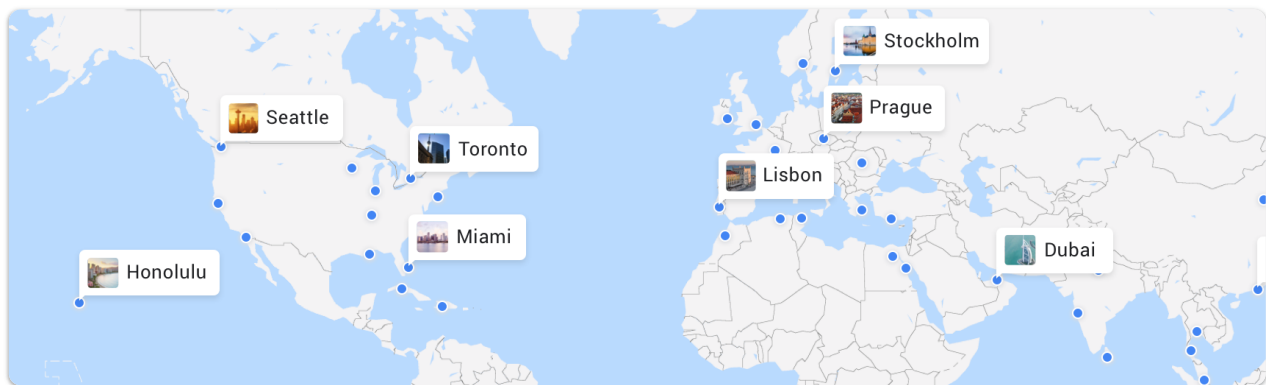 Stockholm
Prague
Seattle
Toronto
Lisbon
Miami
Dubai
Honolulu